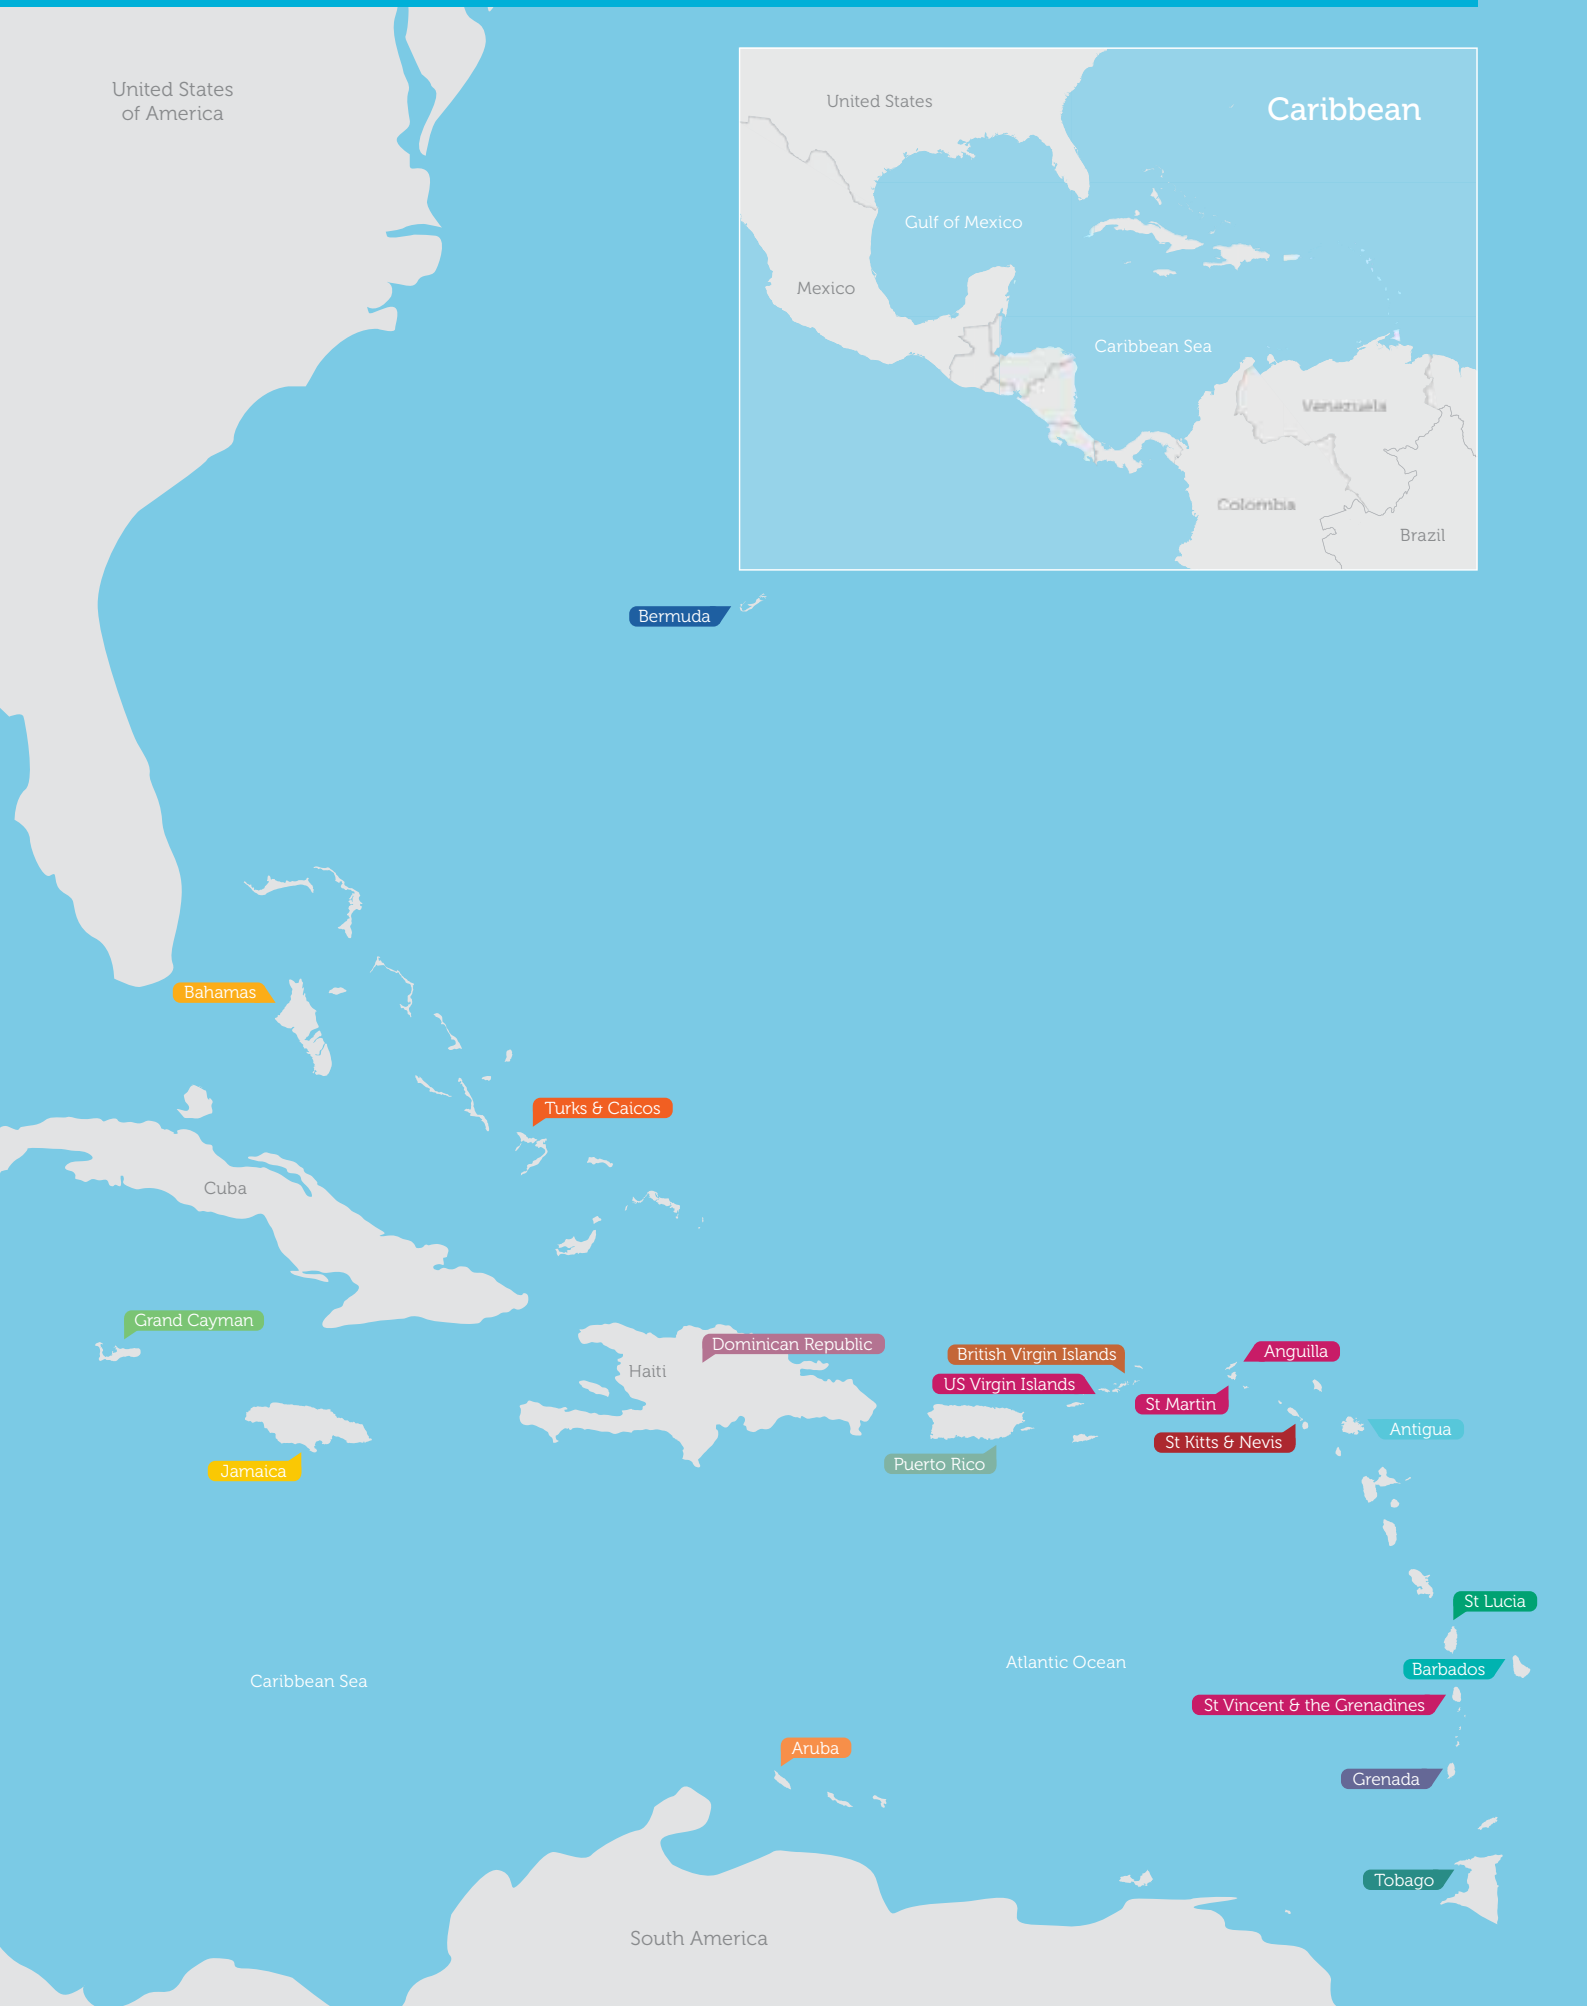 United States
of America
United States
Caribbean
Gulf of Mexico
Mexico
Caribbean Sea
Venezuela
Colombia
Brazil
Bermuda
Bahamas
Turks & Caicos
Cuba
Grand Cayman
Dominican Republic
Haiti
British Virgin Islands
Anguilla
US Virgin Islands
St Martin
Antigua
St Kitts & Nevis
Puerto Rico
Jamaica
St Lucia
Atlantic Ocean
Barbados
Caribbean Sea
St Vincent & the Grenadines
Aruba
Grenada
Tobago
South America